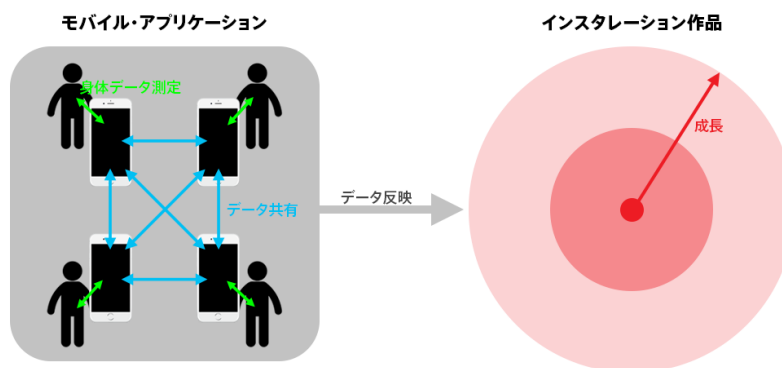 モバイル・アプリケーション
インスタレーション作品
身体データ測定
データ共有
データ反映
成長